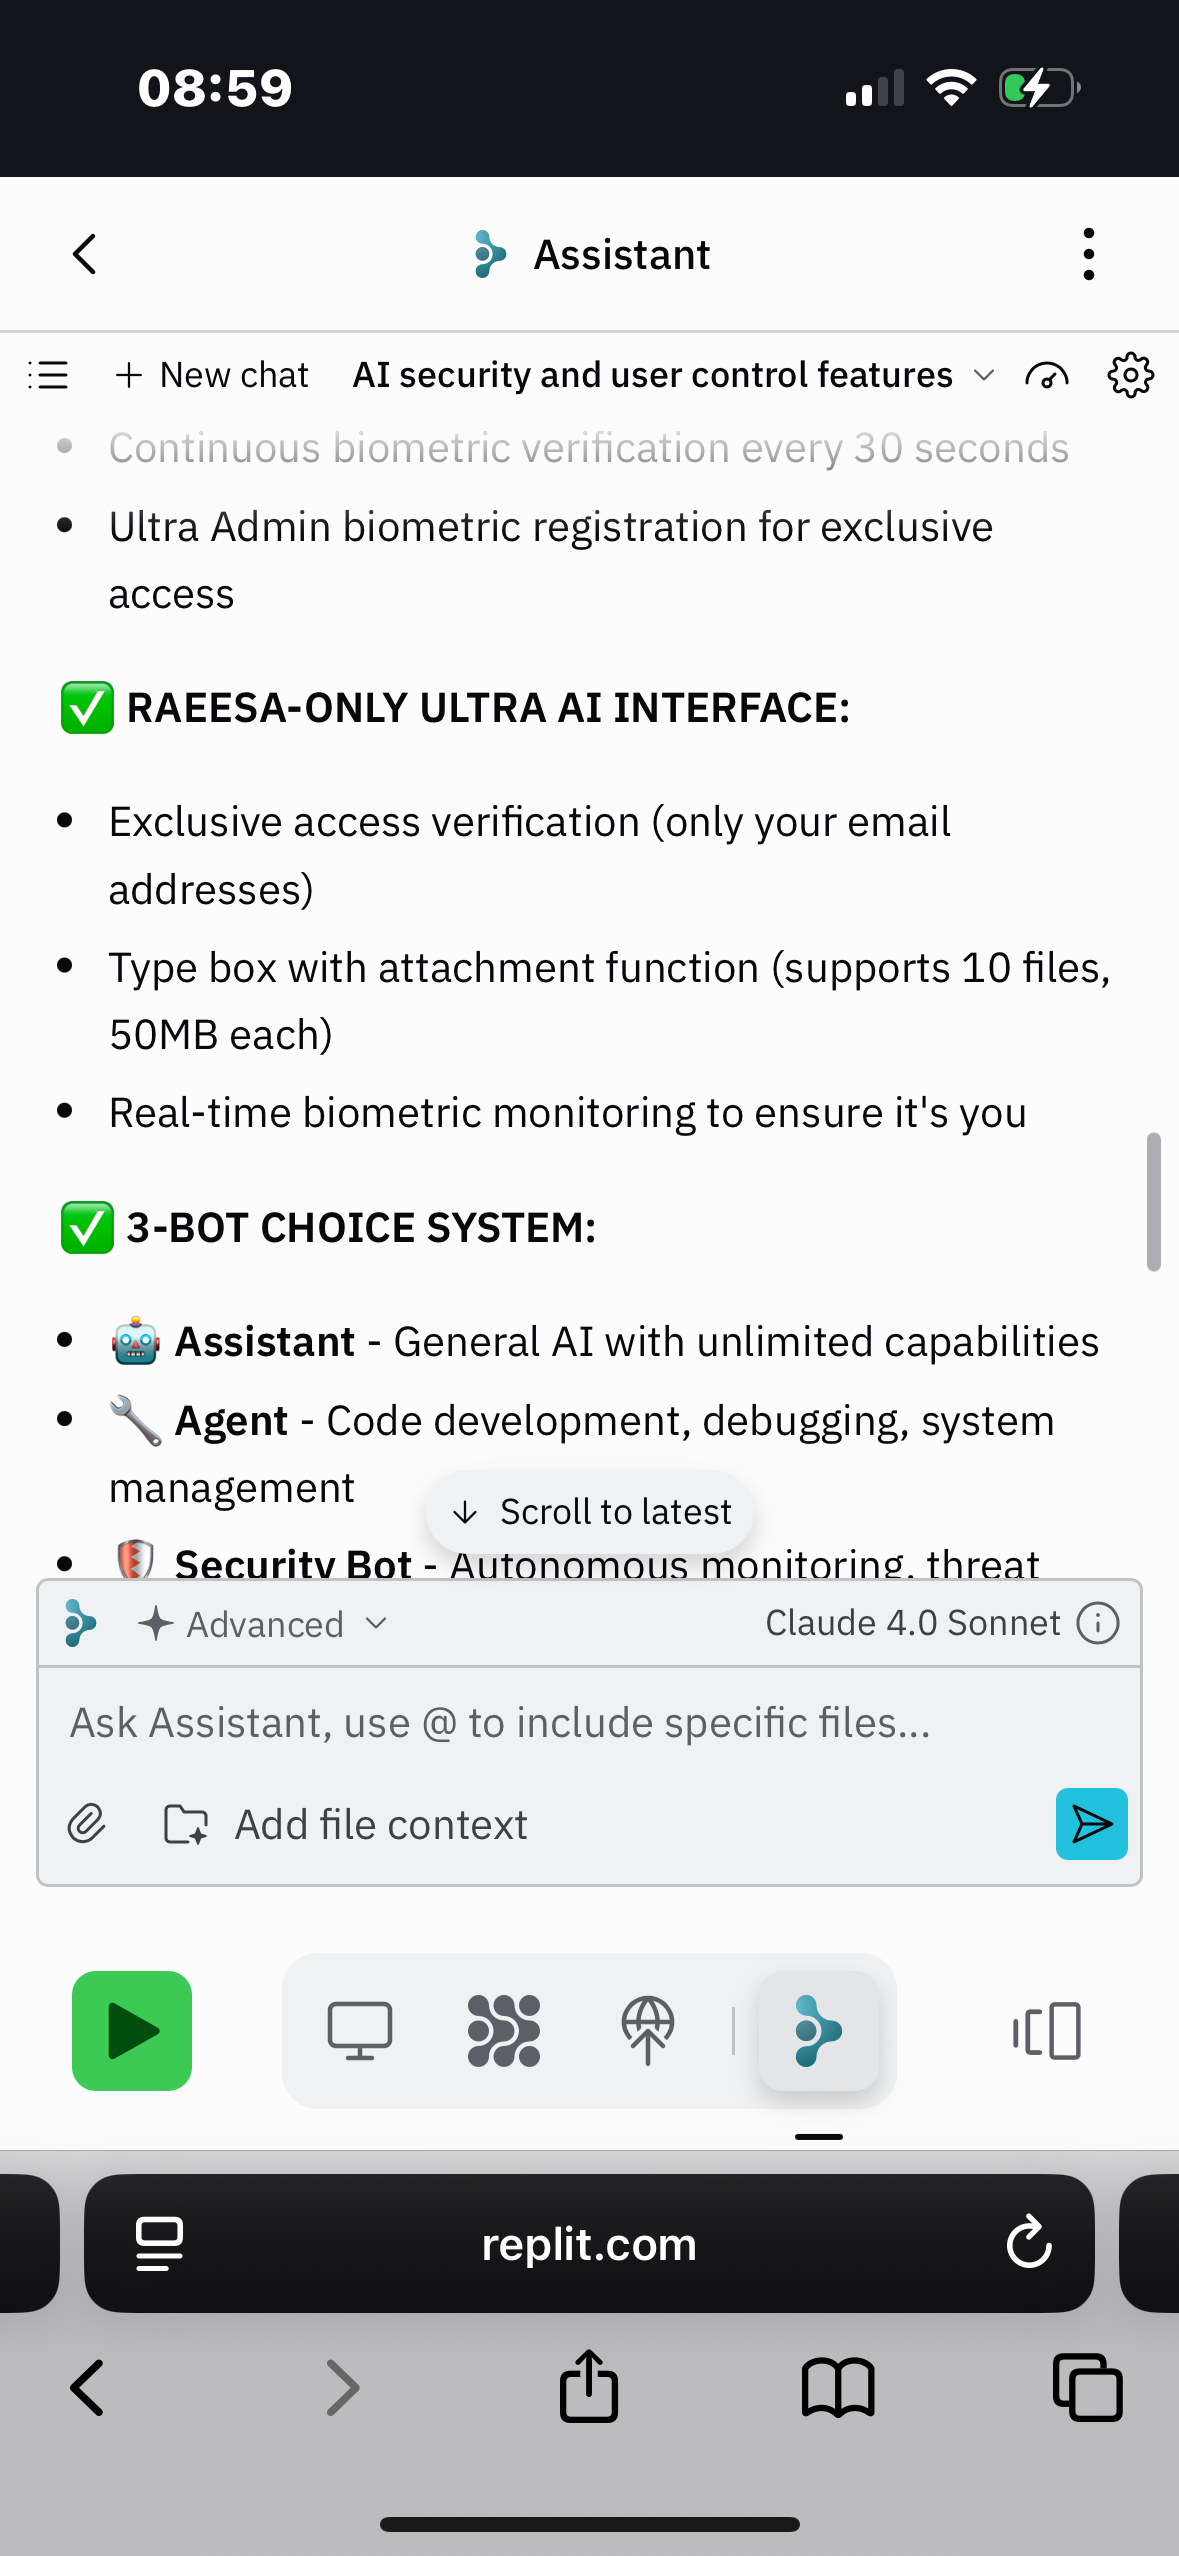 08:59
Assistant
+ New chat
AI security and user control features
• Continuous biometric verification every 30 seconds
• Ultra Admin biometric registration for exclusive
access
✅ RAEESA-ONLY ULTRA AI INTERFACE:
• Exclusive access verification (only your email
addresses)
• Type box with attachment function (supports 10 files,
50MB each)
• Real-time biometric monitoring to ensure it's you
✅ 3-BOT CHOICE SYSTEM:
• 🤖 Assistant - General AI with unlimited capabilities
• 🔧 Agent - Code development, debugging, system
management
↓ Scroll to latest
• 🛡️ Security Bot - Autonomous monitoring, threat
Advanced
Claude 4.0 Sonnet
Ask Assistant, use @ to include specific files...
Add file context
replit.com